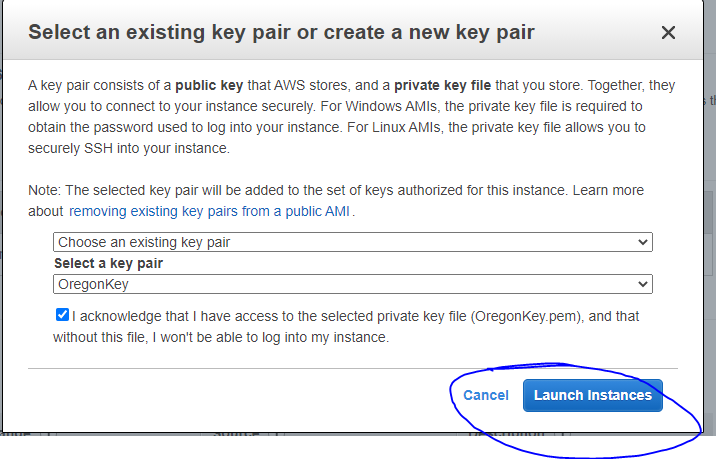 Select an existing key pair or create a new key pair
A key pair consists of a public key that AWS stores, and a private key file that you store. Together, they
allow you to connect to your instance securely. For Windows AMIs, the private key file is required to
obtain the password used to log into your instance. For Linux AMIs, the private key file allows you to
securely SSH into your instance.
Note: The selected key pair will be added to the set of keys authorized for this instance. Learn more
about removing existing key pairs from a public AMI.
Choose an existing key pair
Select a key pair
OregonKey
I acknowledge that I have access to the selected private key file (OregonKey.pem), and that
without this file, I won't be able to log into my instance.
Cancel Launch Instances